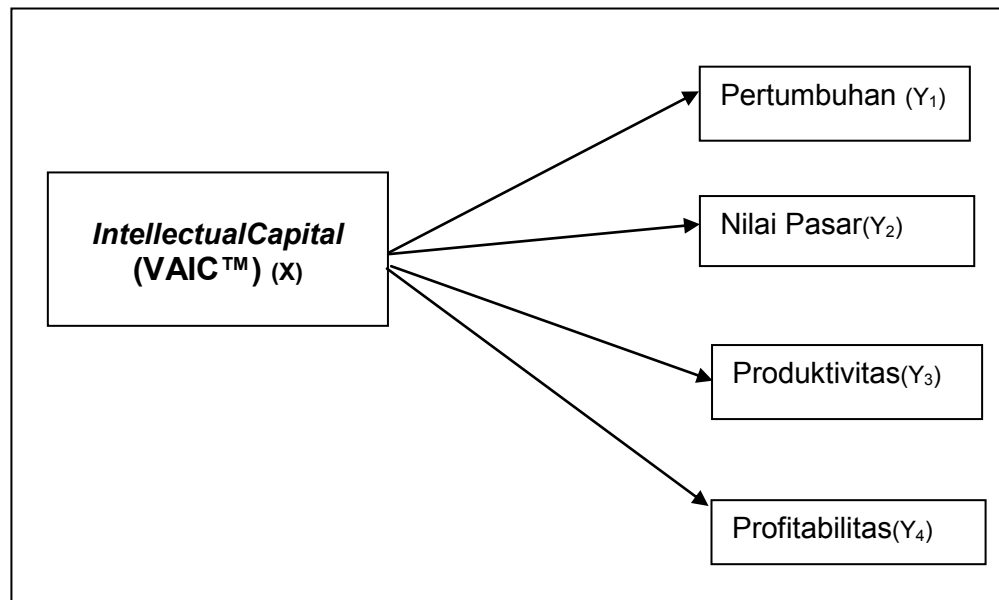 Pertumbuhan (Y₁)
IntellectualCapital
(VAIC™) (X)
Nilai Pasar(Y₂)
Produktivitas(Y₃)
Profitabilitas(Y₄)